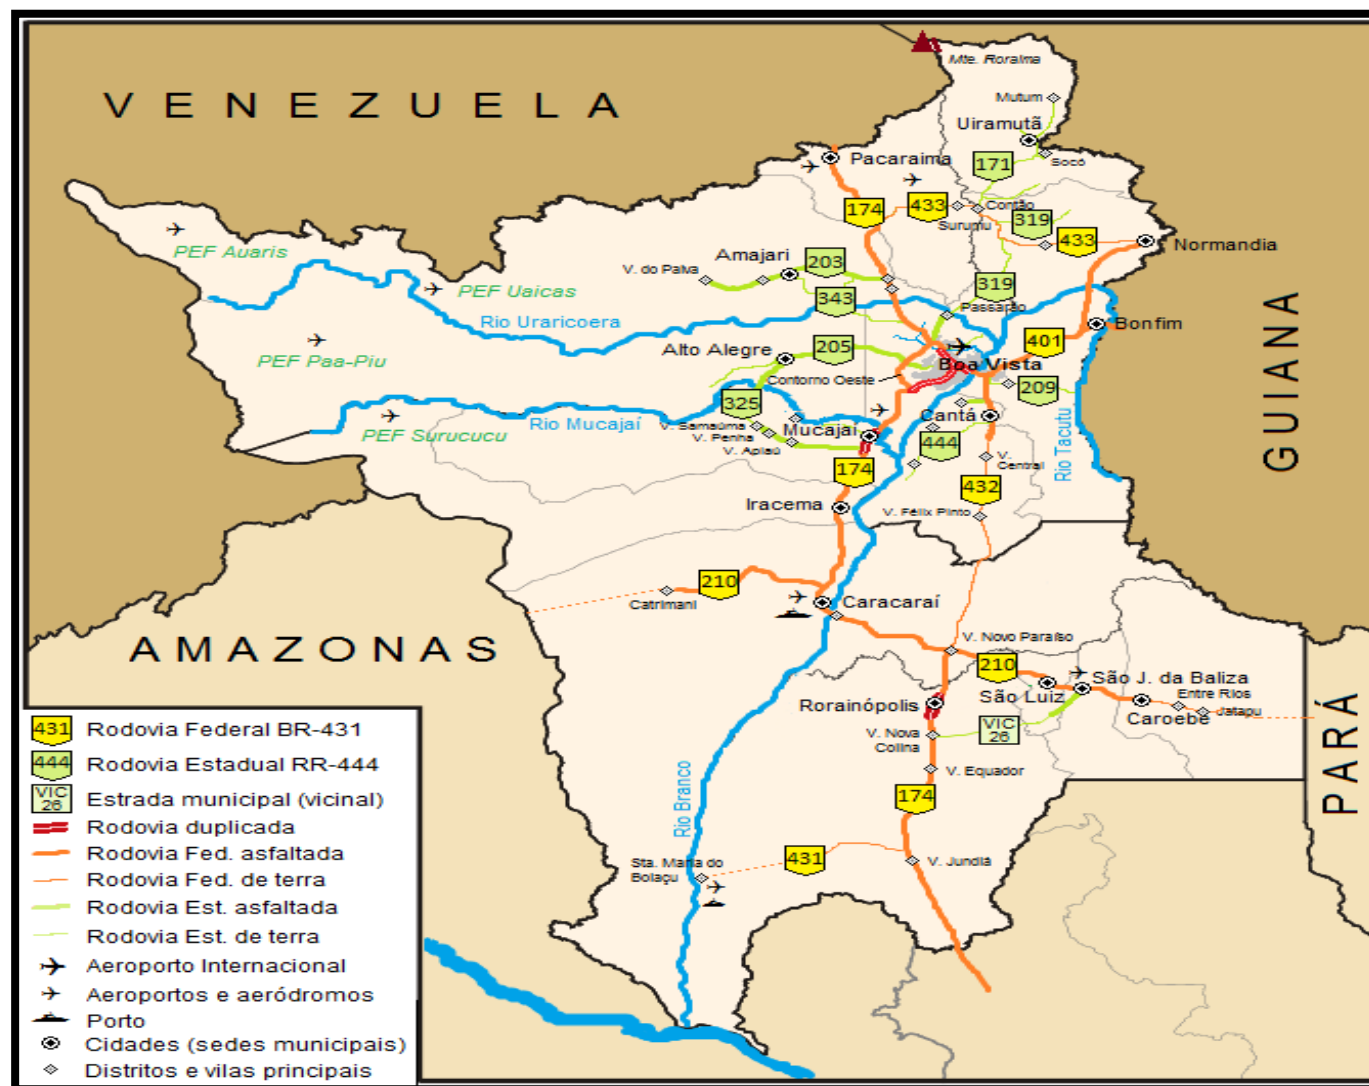 Mte. Roraima
VENEZUELA
Mutum
Uiramutã
Socó
Pacaraima
171
174
433
Contão
Surumu
319
433
Normandia
PEF Auaris
Amajari
203
V. do Paiva
319
PEF Uaicas
343
Passarão
Rio Uraricoera
Bonfim
GUIANA
401
PEF Paa-Piu
Alto Alegre
205
Boa Vista
Contorno Oeste
209
325
Cantá
Rio Mucajaí
V. Samaúma
PEF Surucucu
Mucajaí
V. Penha
444
V. Apiaú
Rio Tacutu
V.
Central
174
432
Iracema
V. Félix Pinto
210
Catrimani
Caracaraí
AMAZONAS
V. Novo Paraíso
210
São J. da Baliza
São Luiz
Entre Rios
Jatapu
Caroebe
Rorainópolis
PARÁ
V. Nova
Colina
VIC
26
V. Equador
174
Rio Branco
431
V. Jundiá
Sta. Maria do
Boiaçu
431 Rodovia Federal BR-431
444 Rodovia Estadual RR-444
VIC
26 Estrada municipal (vicinal)
Rodovia duplicada
Rodovia Fed. asfaltada
Rodovia Fed. de terra
Rodovia Est. asfaltada
Rodovia Est. de terra
Aeroporto Internacional
Aeroportos e aeródromos
Porto
Cidades (sedes municipais)
Distritos e vilas principais